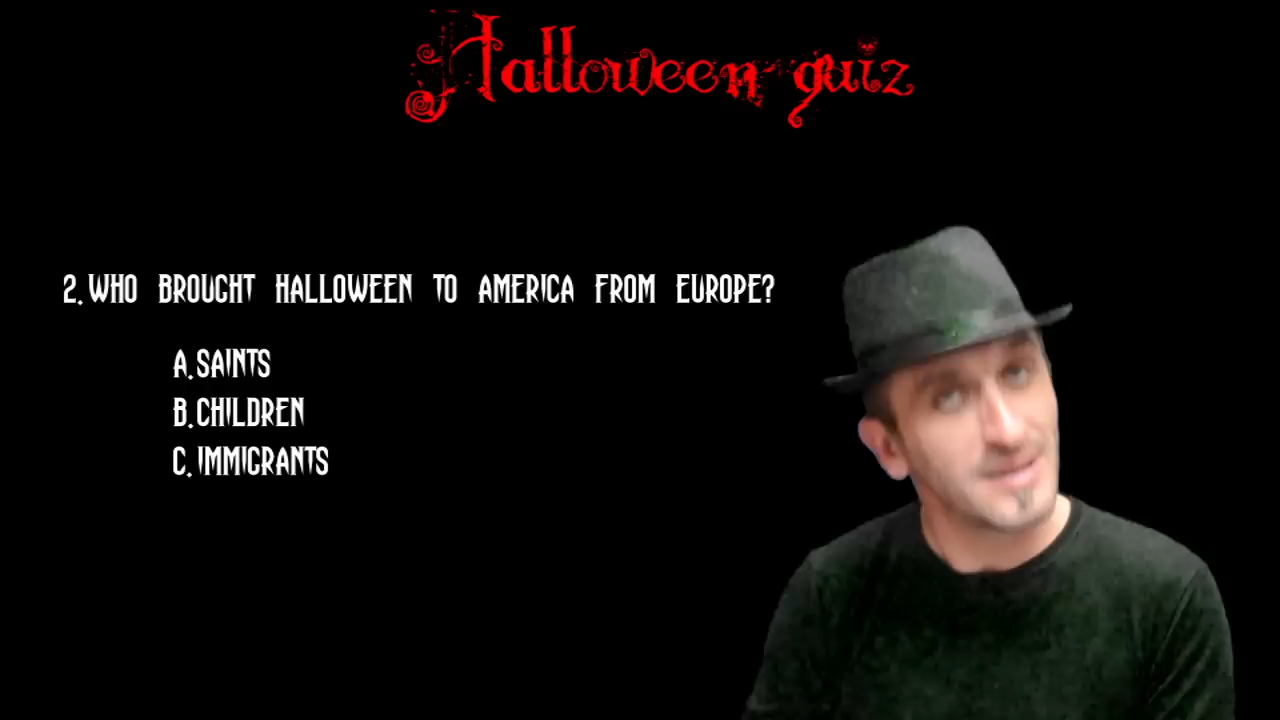 Halloween quiz
2. WHO BROUGHT HALLOWEEN TO AMERICA FROM EUROPE?
A. SAINTS
B. CHILDREN
C. IMMIGRANTS